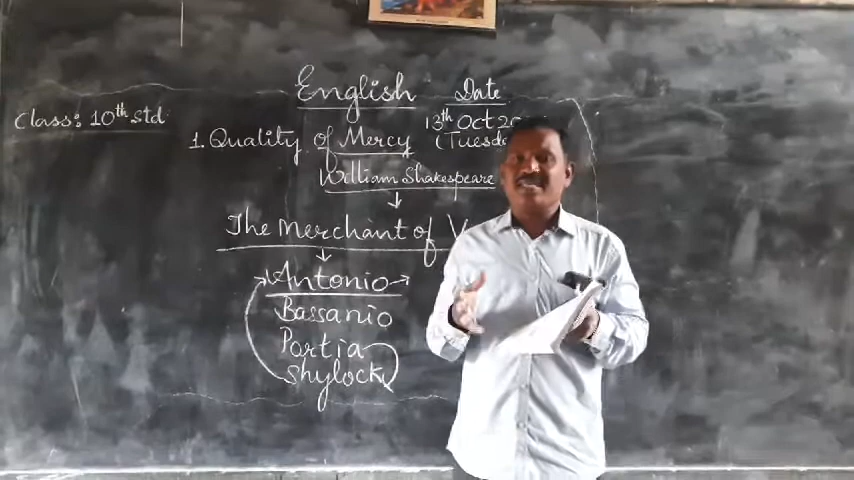 Class: 10th std
English
Date
13th Oct 20
1. Quality of Mercy
(Tuesd
William Shakespeare
The Merchant of V
Antonio
Bassanio
Portia
Shylock